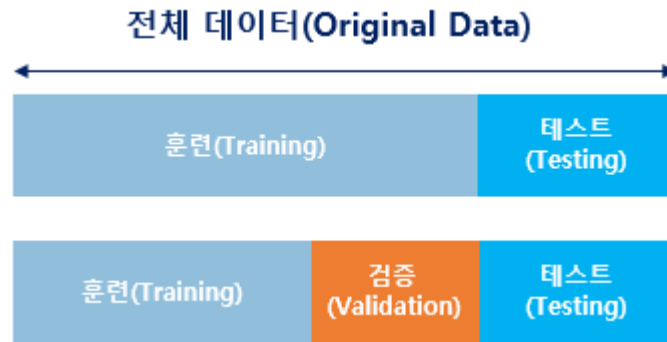 전체 데이터(Original Data)
훈련(Training)
테스트
(Testing)
훈련(Training)
검증
(Validation)
테스트
(Testing)